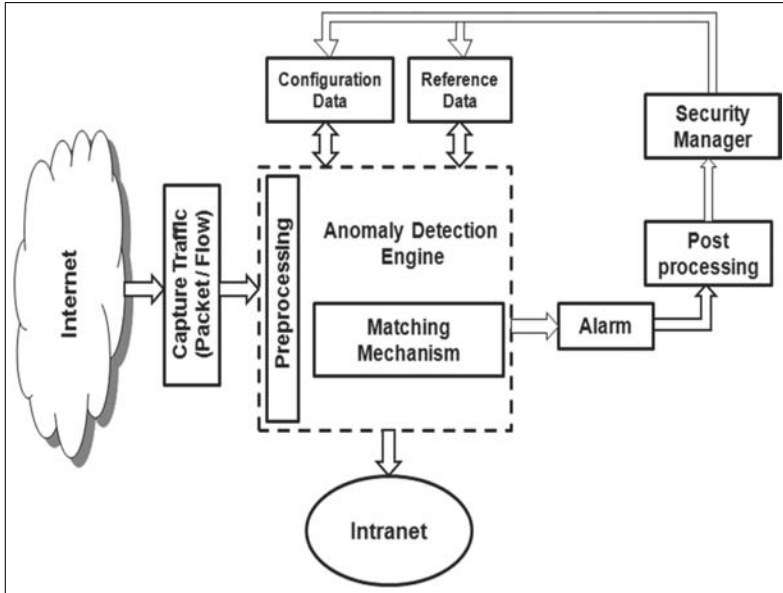 Configuration
Data
Reference
Data
Security
Manager
Internet
Capture Traffic
(Packet / Flow)
Preprocessing
Anomaly Detection
Engine
Post
processing
Matching
Mechanism
Alarm
Intranet